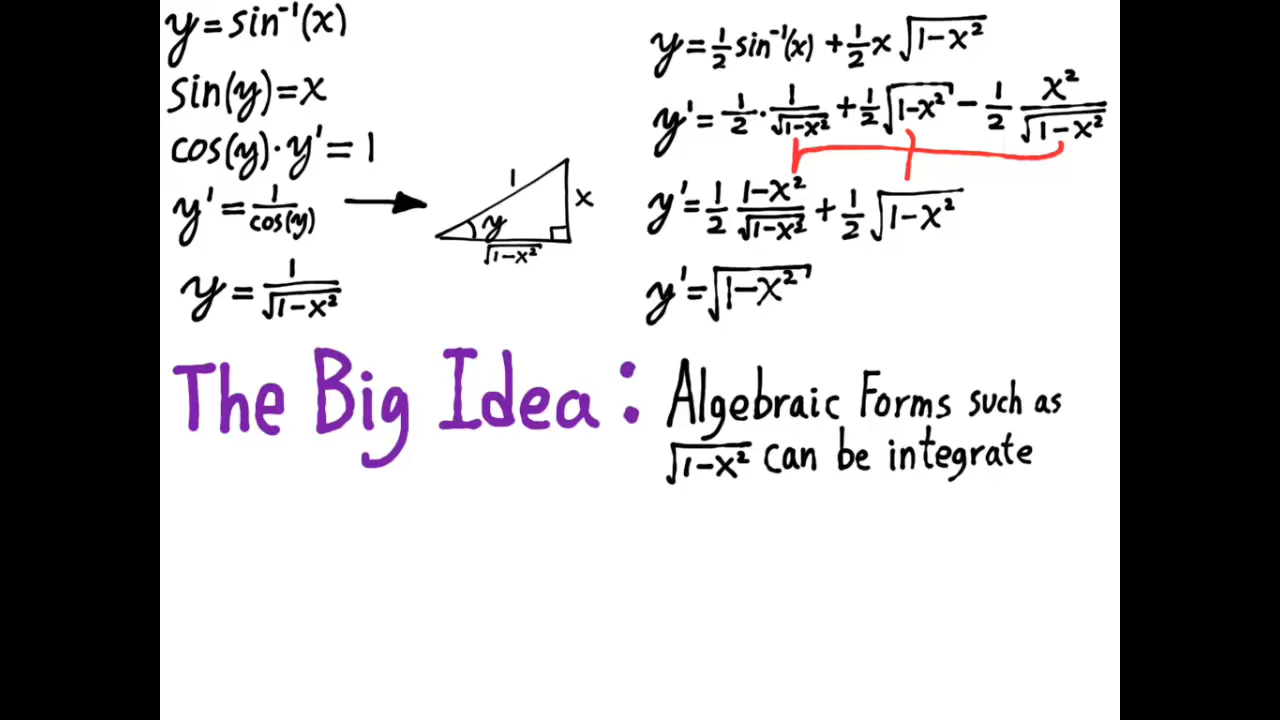 y = sin⁻¹(x)
sin(y) = x
cos(y) · y' = 1
y' = 1/cos(y)
1
x
y
√(1-x²)
y = 1/√(1-x²)
y = 1/2 sin⁻¹(x) + 1/2 x √(1-x²)
y' = 1/2 · 1/√(1-x²) + 1/2 √(1-x²) - 1/2 x²/√(1-x²)
y' = 1/2 (1-x²)/√(1-x²) + 1/2 √(1-x²)
y' = √(1-x²)
The Big Idea :
Algebraic Forms such as
√(1-x²) can be integrate